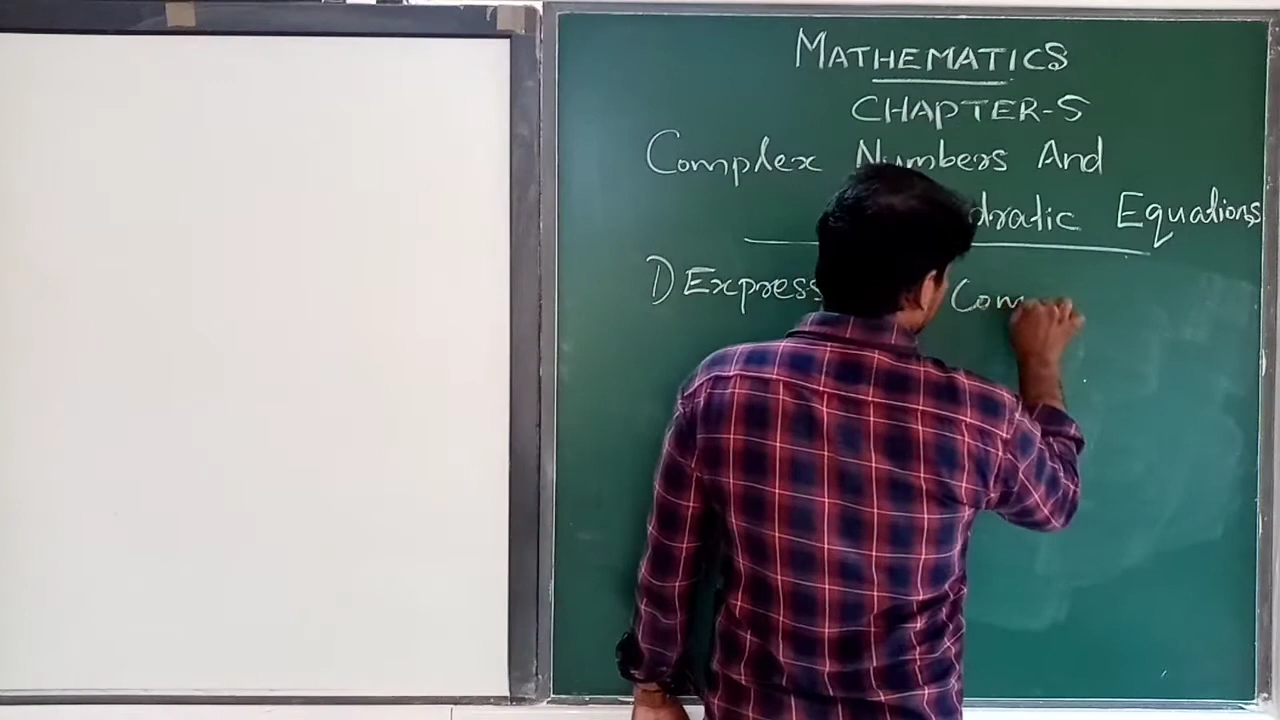 MATHEMATICS
CHAPTER-5
Complex Numbers And
Equations
1) Express